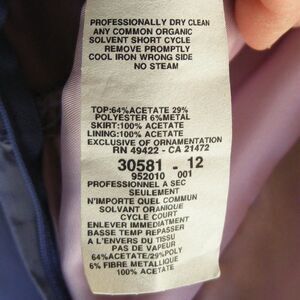 PROFESSIONALLY DRY CLEAN
ANY COMMON ORGANIC
SOLVENT SHORT CYCLE
REMOVE PROMPTLY
COOL IRON WRONG SIDE
NO STEAM
TOP:64%ACETATE 29%
POLYESTER 6%METAL
SKIRT:100% ACETATE
LINING:100% ACETATE
EXCLUSIVE OF ORNAMENTATION
RN 49422 - CA 21472
30581 - 12
952010 001
PROFESSIONNEL A SEC
SEULEMENT
N'IMPORTE QUEL COMMUN
SOLVANT ORANIQUE
CYCLE COURT
ENLEVER IMMEDIATEMENT
BASSE TEMP REPASSER
A L'ENVERS DU TISSU
PAS DE VAPEUR
64%ACETATE/29%POLY
6% FIBRE METALLIQUE
100% ACETATE